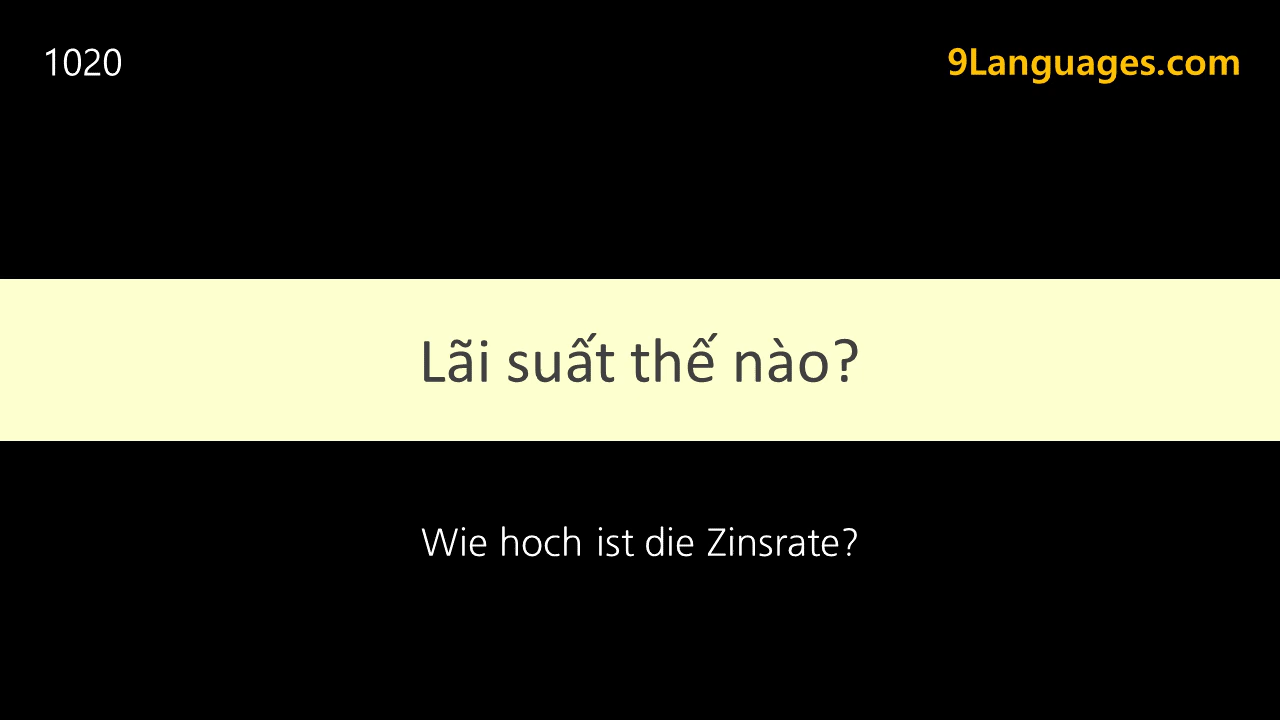 1020
9Languages.com
Lãi suất thế nào?
Wie hoch ist die Zinsrate?